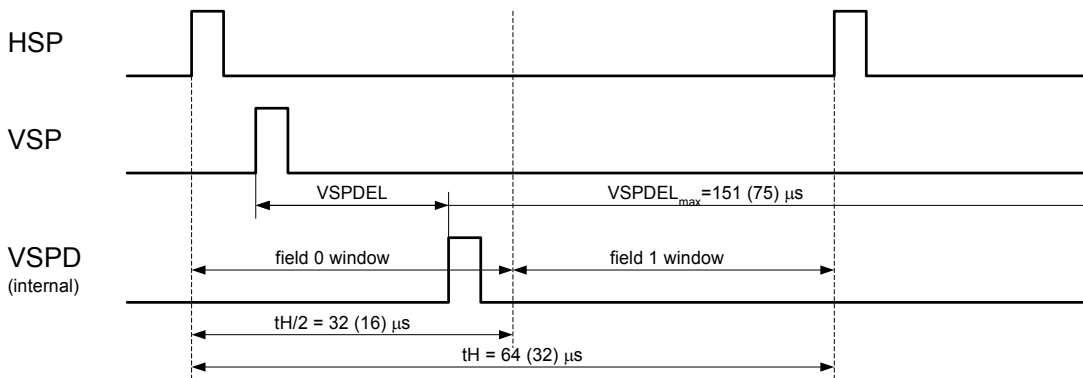 HSP
VSP
VSPDEL
VSPDELmax=151 (75) μs
VSPD
(internal)
field 0 window
field 1 window
tH/2 = 32 (16) μs
tH = 64 (32) μs